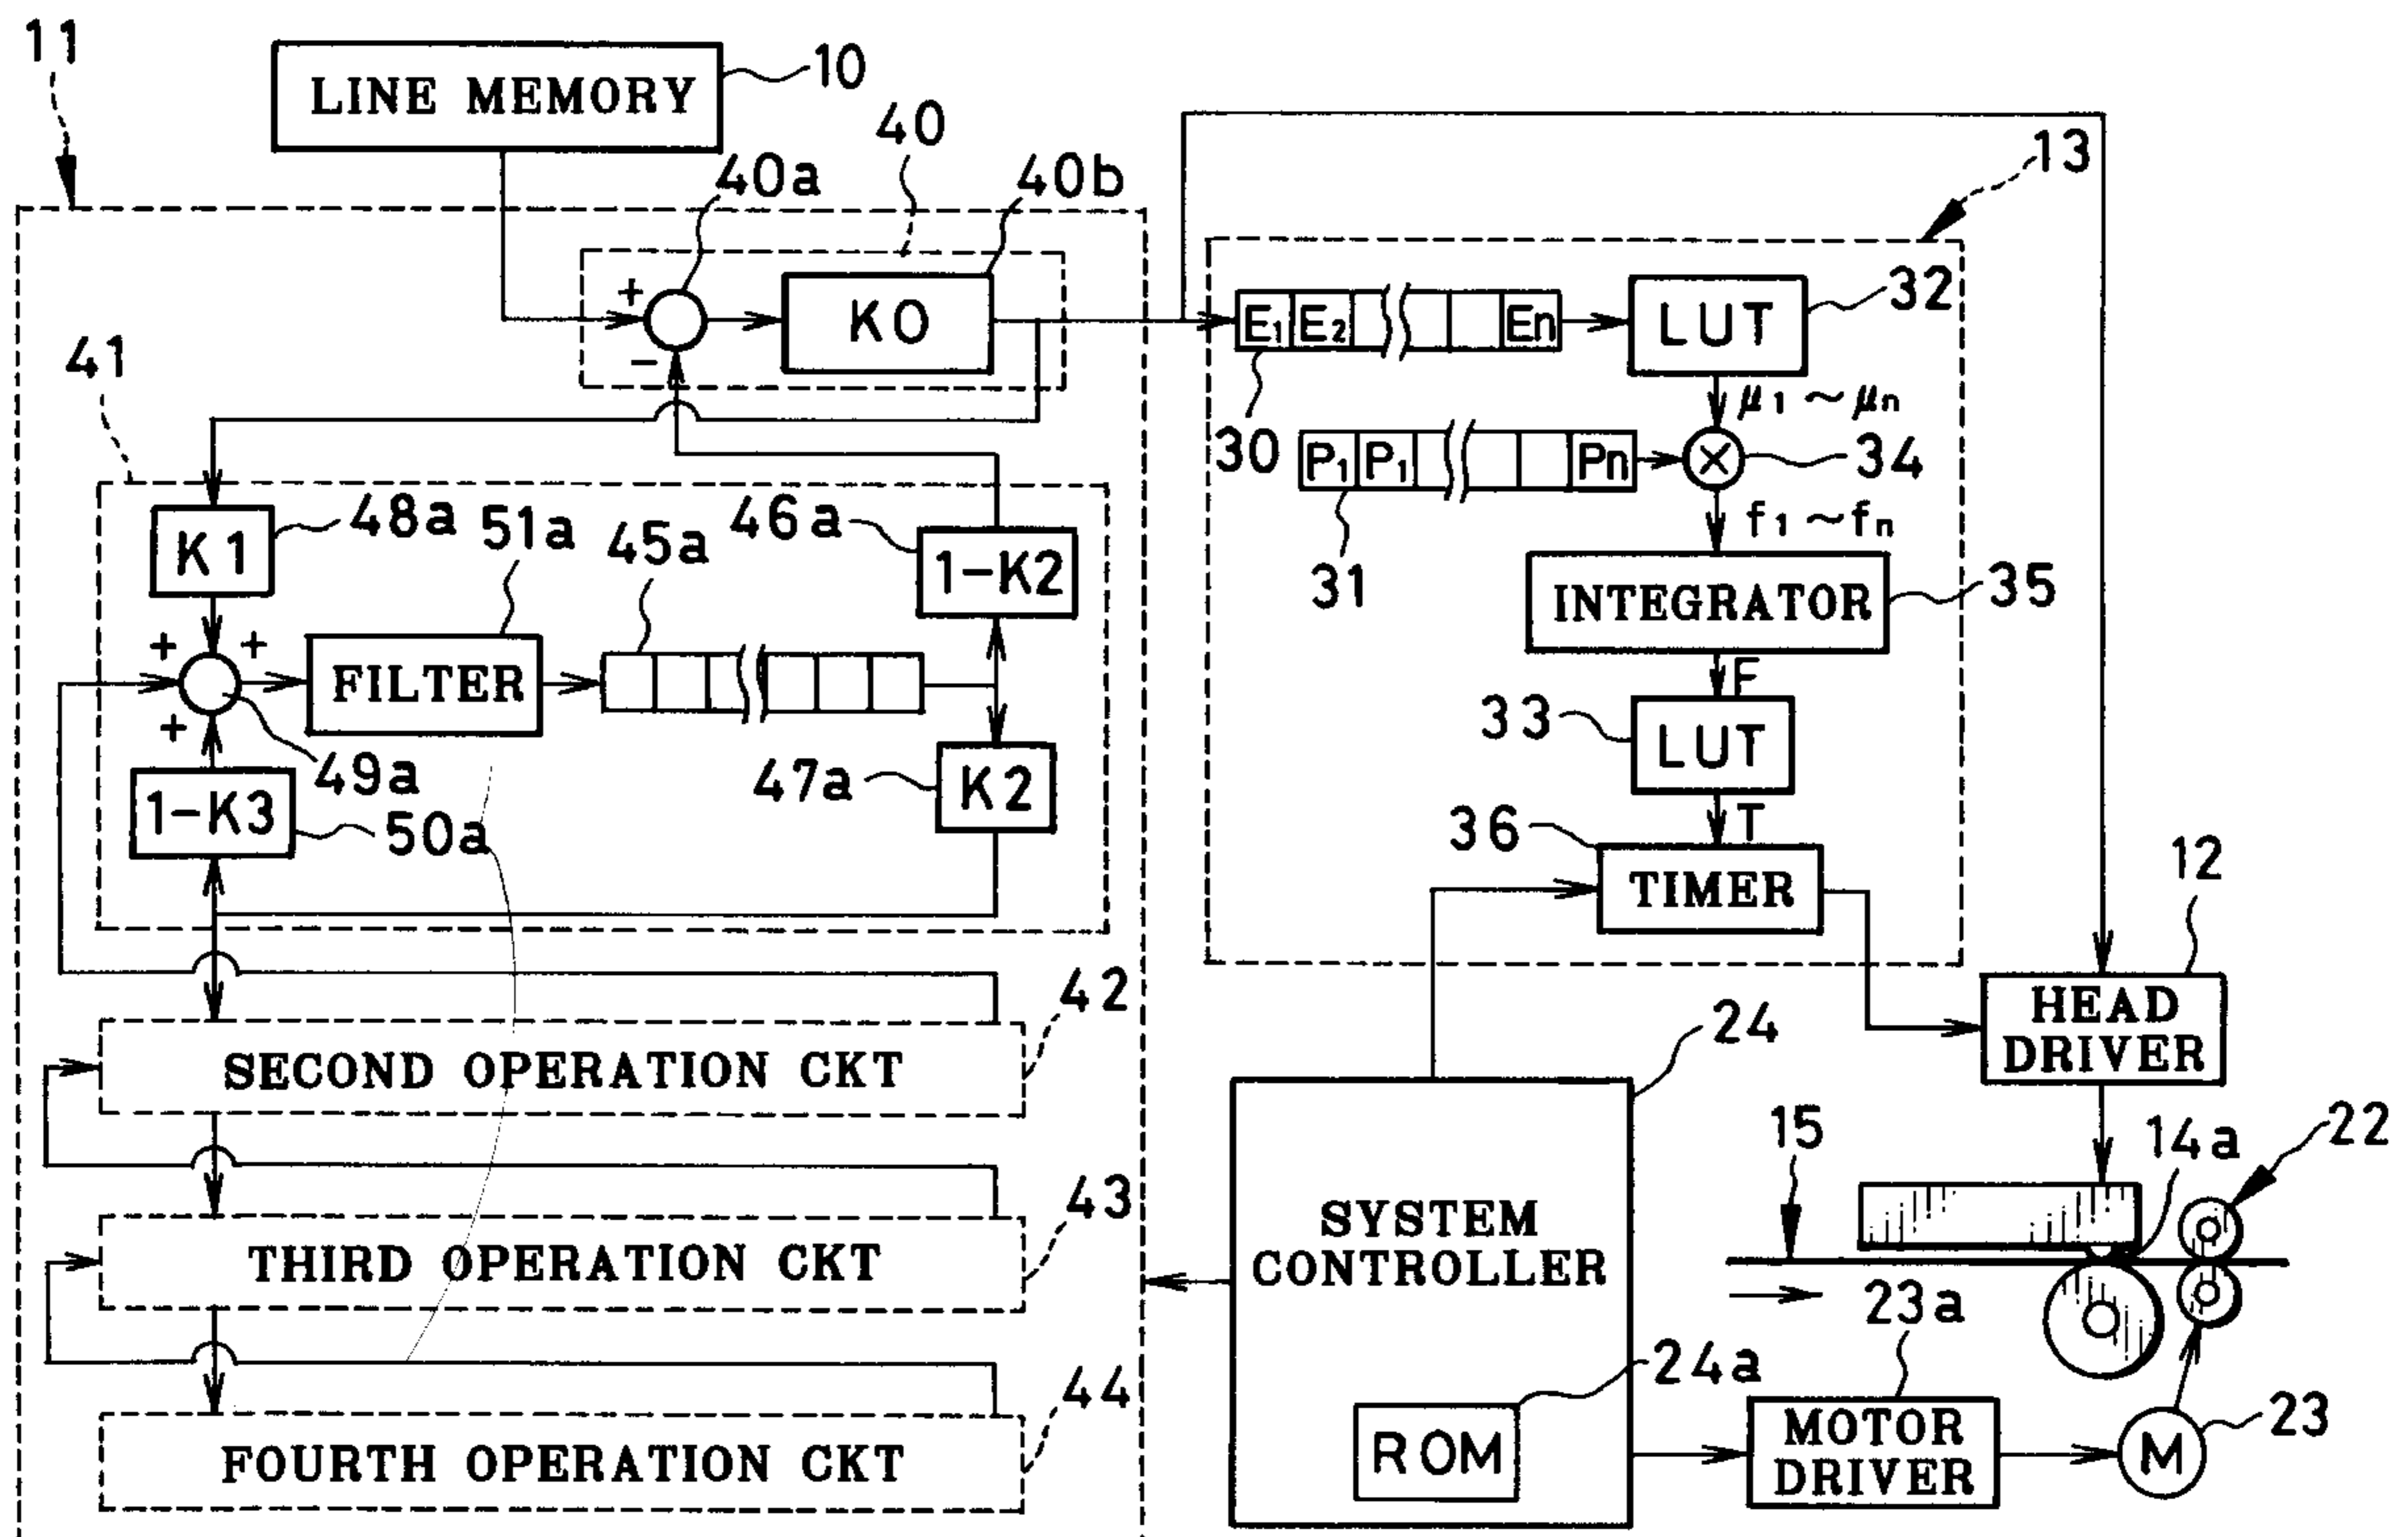 11
LINE MEMORY
10
40
40a
40b
13
+
-
K0
E1 E2 En
LUT
32
41
30
μ1 ~ μn
P1 P1 Pn
34
31
f1 ~ fn
K1
48a
51a
45a
46a
1-K2
INTEGRATOR
35
+
+
+
FILTER
F
33
LUT
49a
1-K3
50a
47a
K2
T
36
TIMER
12
HEAD
DRIVER
42
SECOND OPERATION CKT
24
15
14a
22
43
THIRD OPERATION CKT
SYSTEM
CONTROLLER
23a
24a
44
FOURTH OPERATION CKT
ROM
MOTOR
DRIVER
M
23